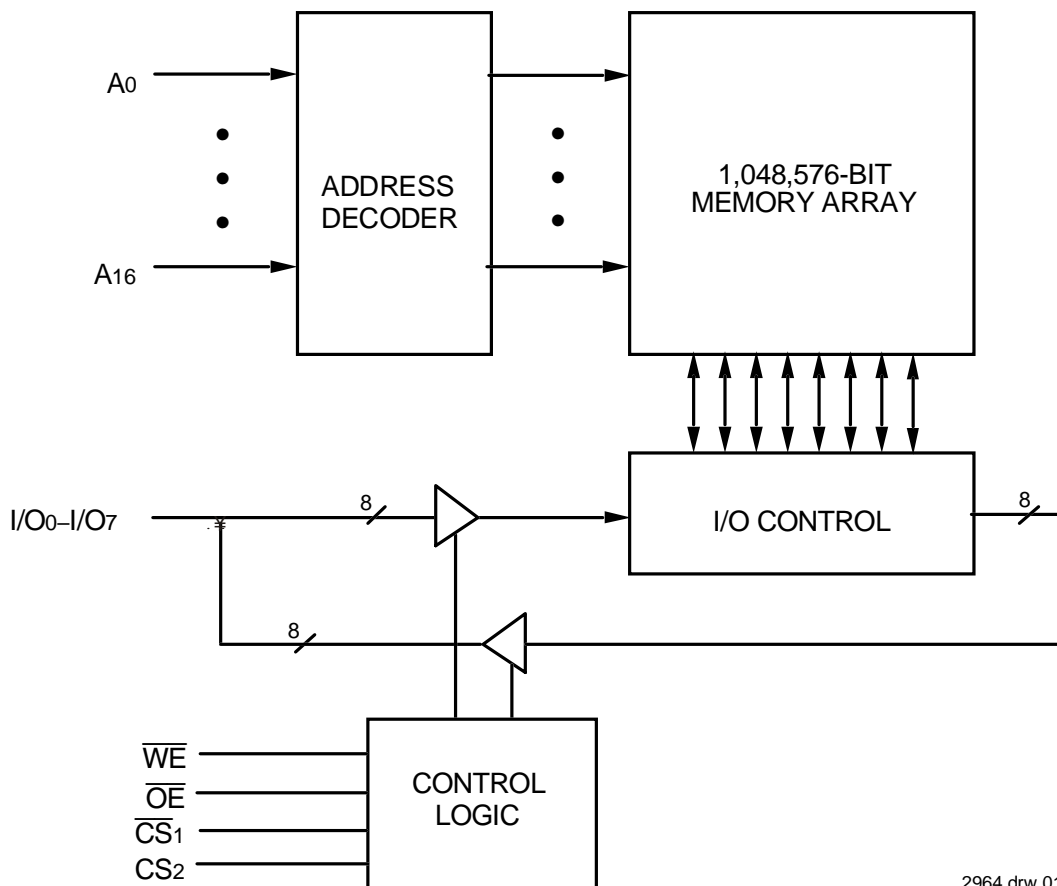 A0
A16
ADDRESS
DECODER
1,048,576-BIT
MEMORY ARRAY
I/O0–I/O7
8
¥
I/O CONTROL
8
8
WE
OE
CS1
CS2
CONTROL
LOGIC
2964 drw 01